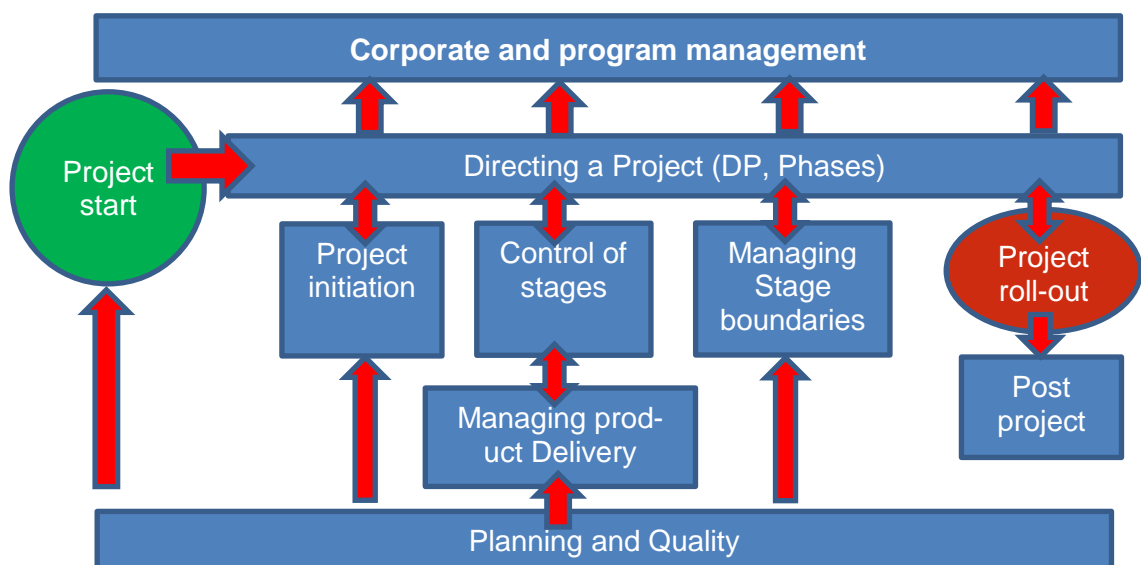 Corporate and program management
Project
start
Directing a Project (DP, Phases)
Project
initiation
Control of
stages
Managing
Stage
boundaries
Project
roll-out
Managing prod-
uct Delivery
Post
project
Planning and Quality